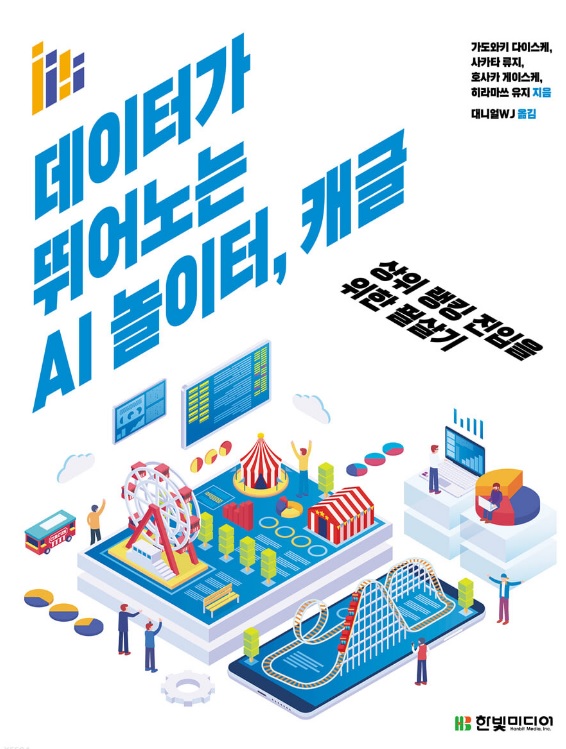 가도와키 다이스케,
사카타 류지,
호사카 게이스케,
히라마쓰 유지 지음
대니얼WJ 옮김
데이터가
뛰어노는
AI 놀이터, 캐글
상위 랭킹 진입을
위한 필살기
HB 한빛미디어
Hanbit Media, Inc.